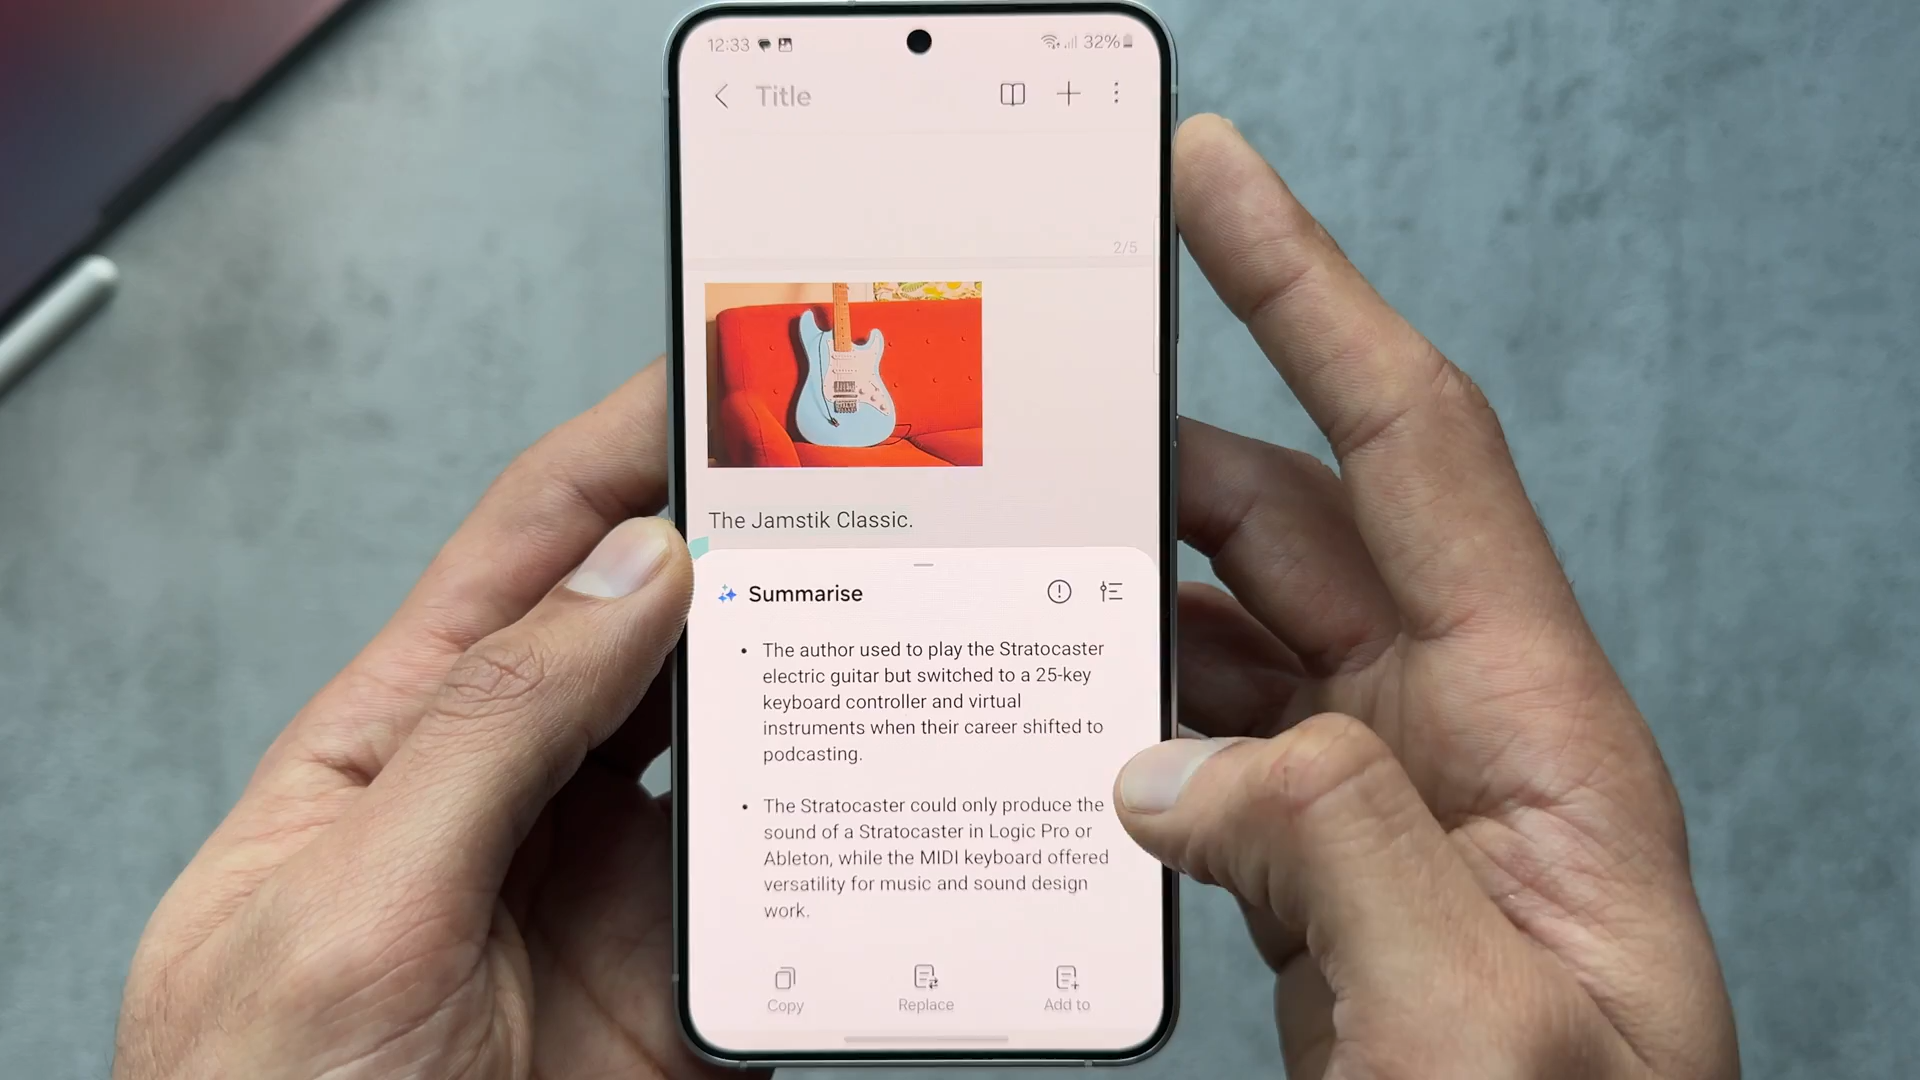 12:33 32%
Title
2/5
The Jamstik Classic.
Summarise
• The author used to play the Stratocaster
electric guitar but switched to a 25-key
keyboard controller and virtual
instruments when their career shifted to
podcasting.
• The Stratocaster could only produce the
sound of a Stratocaster in Logic Pro or
Ableton, while the MIDI keyboard offered
versatility for music and sound design
work.
Copy Replace Add to